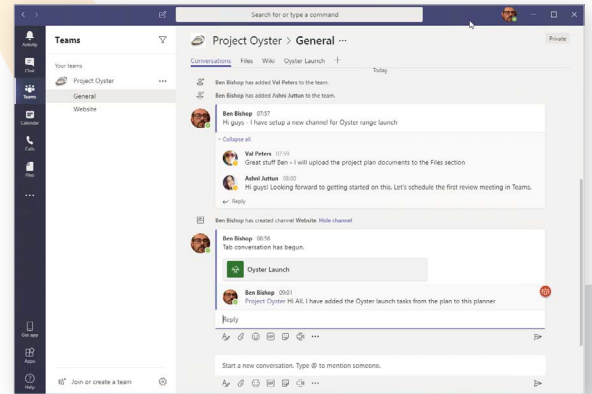 Search for or type a command
Activity
Chat
Teams
Calendar
Calls
Files
Get app
Apps
Help
Teams
Your teams
Project Oyster
General
Website
Join or create a team
Project Oyster > General
Private
Conversations Files Wiki Oyster Launch +
Today
Ben Bishop has added Val Peters to the team.
Ben Bishop has added Ashni Juttun to the team.
Ben Bishop 07:57
Hi guys - I have setup a new channel for Oyster range launch
Collapse all
Val Peters 07:59
Great stuff Ben - I will upload the project plan documents to the Files section
Ashni Juttun 08:00
Hi guys! Looking forward to getting started on this. Let's schedule the first review meeting in Teams.
Reply
Ben Bishop has created channel Website. Hide channel
Ben Bishop 08:56
Tab conversation has begun.
Oyster Launch
Ben Bishop 09:01
Project Oyster Hi All. I have added the Oyster launch tasks from the plan to this planner
Reply
Start a new conversation. Type @ to mention someone.